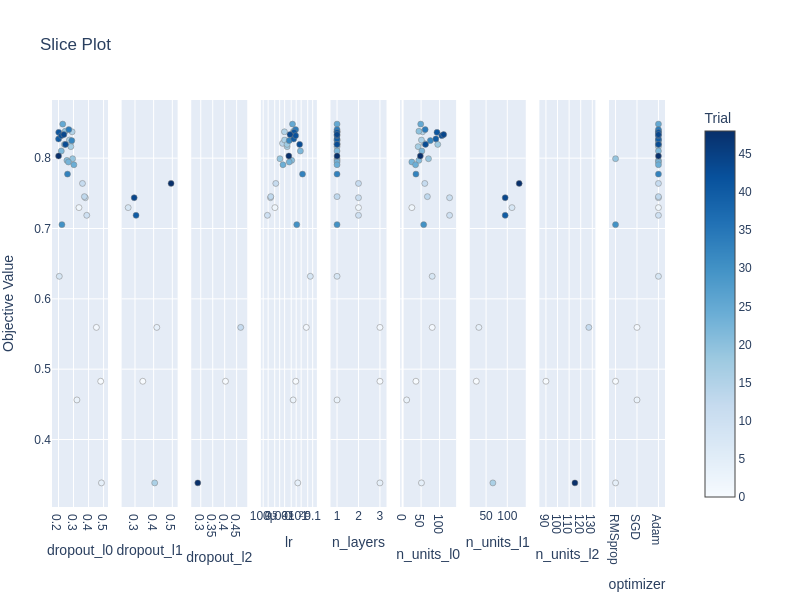 Slice Plot
Trial
Objective Value
0.8
0.7
0.6
0.5
0.4
0.2
0.3
0.4
0.5
dropout_l0
0.3
0.4
0.5
dropout_l1
0.3
0.35
0.4
0.45
dropout_l2
0.1
lr
1
2
3
n_layers
0
50
100
n_units_l0
50
100
n_units_l1
90
100
110
120
130
n_units_l2
RMSprop
SGD
Adam
optimizer
45
40
35
30
25
20
15
10
5
0